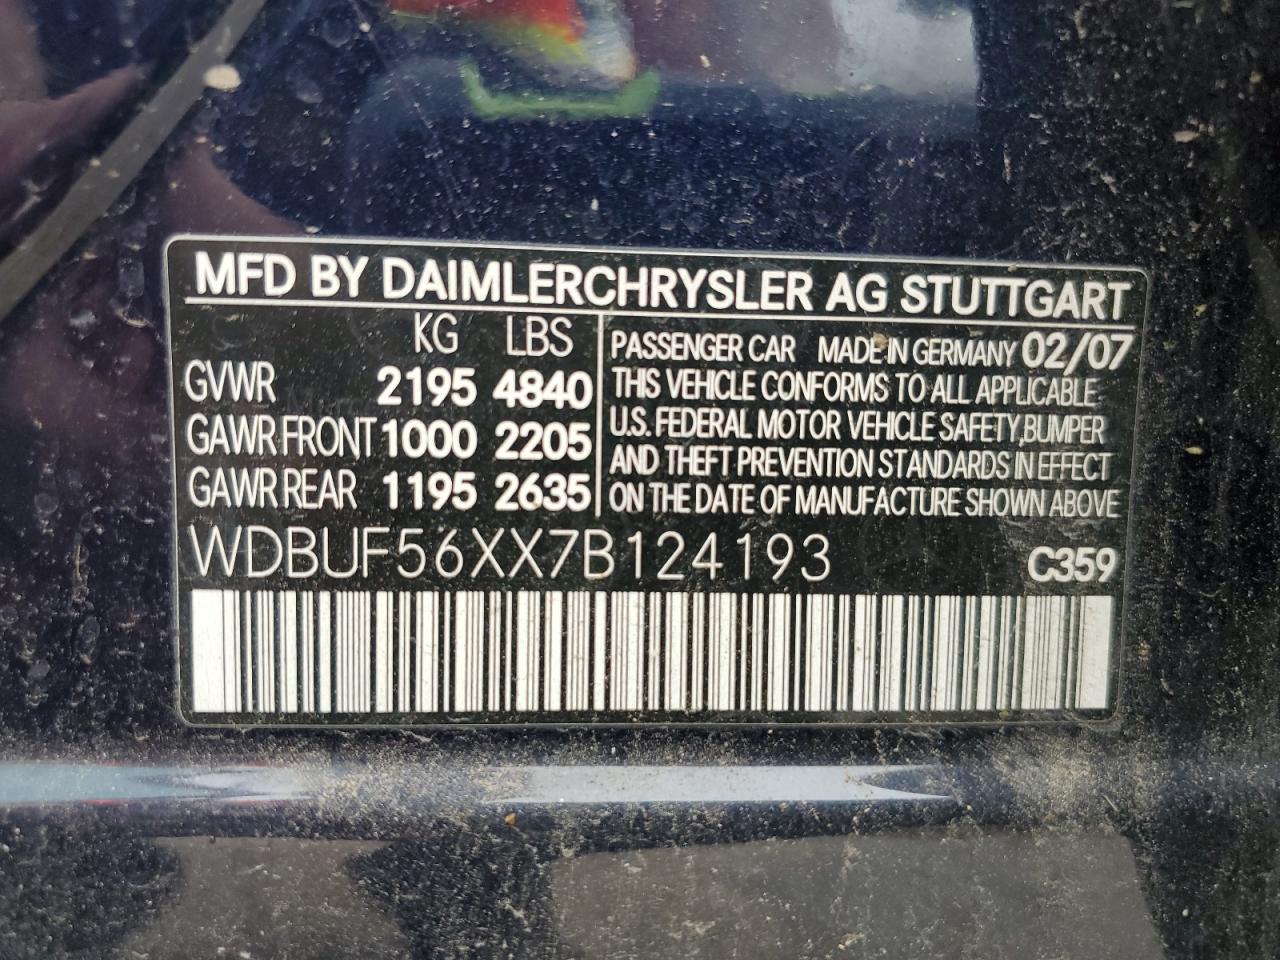 MFD BY DAIMLERCHRYSLER AG STUTTGART
KG LBS
GVWR 2195 4840
GAWR FRONT 1000 2205
GAWR REAR 1195 2635
PASSENGER CAR MADE IN GERMANY 02/07
THIS VEHICLE CONFORMS TO ALL APPLICABLE
U.S. FEDERAL MOTOR VEHICLE SAFETY, BUMPER
AND THEFT PREVENTION STANDARDS IN EFFECT
ON THE DATE OF MANUFACTURE SHOWN ABOVE
WDBUF56XX7B124193 C359